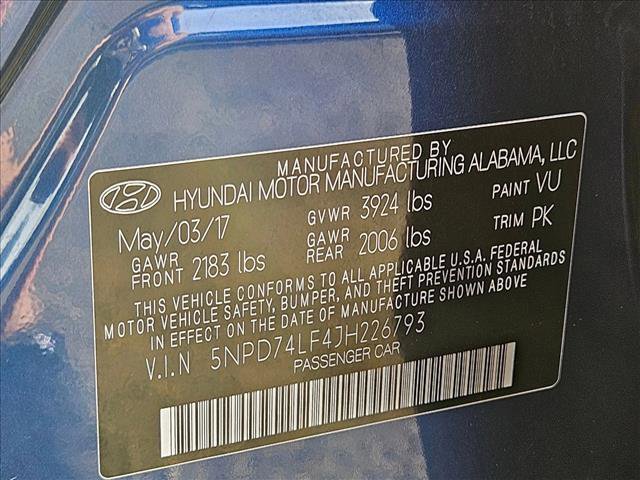 MANUFACTURED BY
HYUNDAI MOTOR MANUFACTURING ALABAMA, LLC
May/03/17 GVWR 3924 lbs PAINT VU
GAWR FRONT 2183 lbs GAWR REAR 2006 lbs TRIM PK
THIS VEHICLE CONFORMS TO ALL APPLICABLE U.S.A. FEDERAL
MOTOR VEHICLE SAFETY, BUMPER, AND THEFT PREVENTION STANDARDS
IN EFFECT ON THE DATE OF MANUFACTURE SHOWN ABOVE
V.I.N 5NPD74LF4JH226793
PASSENGER CAR